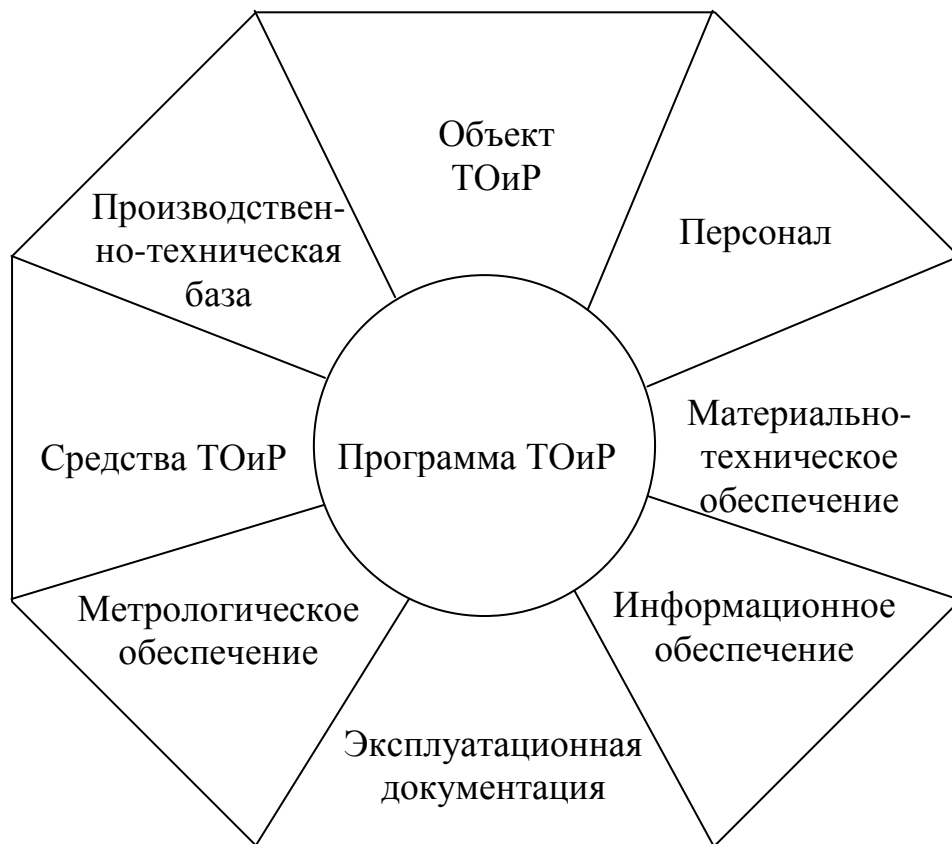 Объект
ТОиР
Персонал
Производствен-
но-техническая
база
Материально-
техническое
обеспечение
Средства ТОиР
Программа ТОиР
Метрологическое
обеспечение
Информационное
обеспечение
Эксплуатационная
документация